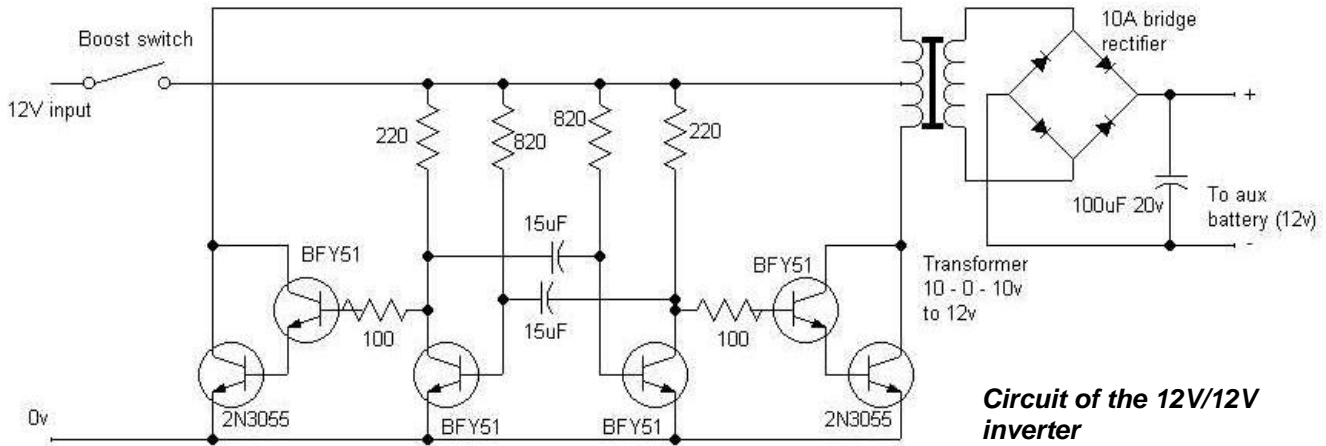 10A bridge
rectifier
Boost switch
12V input
+
220
820
820
220
15uF
15uF
100uF 20v
To aux
battery (12v)
-
BFY51
BFY51
Transformer
10 - 0 - 10v
to 12v
100
100
0v
2N3055
BFY51
BFY51
2N3055
Circuit of the 12V/12V
inverter